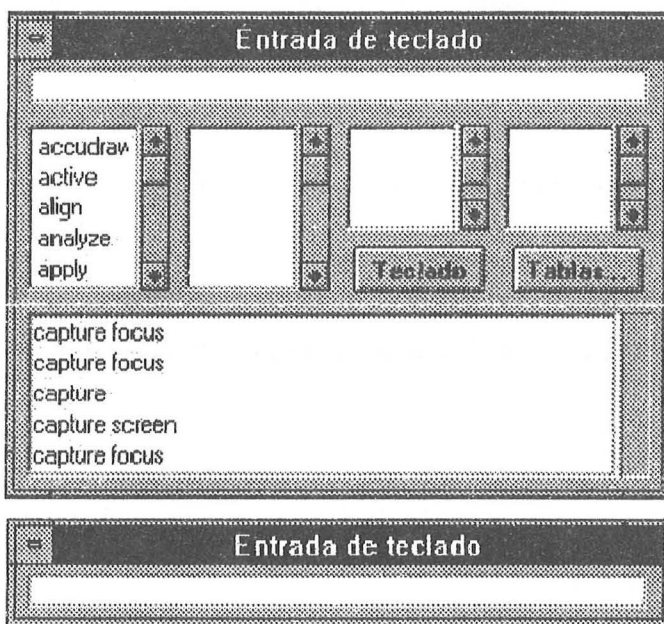 Entrada de teclado
accudraw
active
align
analyze
apply
Teclado Tablas...
capture focus
capture focus
capture
capture screen
capture focus
Entrada de teclado